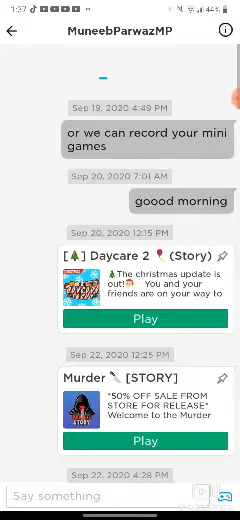 1:37
44%
MuneebParwazMP
Sep 19, 2020 4:49 PM
or we can record your mini
games
Sep 20, 2020 7:01 AM
goood morning
Sep 20, 2020 12:15 PM
[🎄] Daycare 2 🎈 (Story)
🎄The christmas update is
out!🎅 You and your
friends are on your way to
Play
Sep 22, 2020 12:25 PM
Murder 🔪 [STORY]
STORY
*50% OFF SALE FROM
STORE FOR RELEASE*
Welcome to the Murder
Play
Sep 22, 2020 4:28 PM
Say something